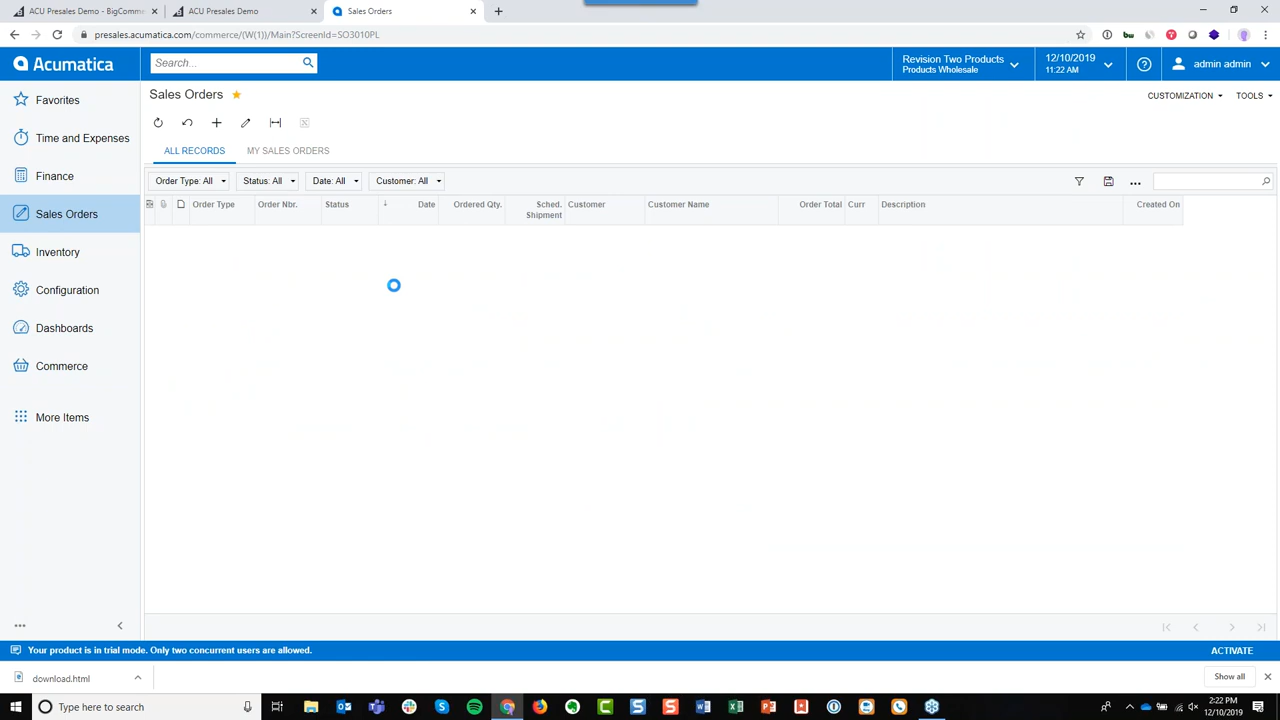 ACU Presales Demo - BigComme
ACU Presales Demo
Sales Orders
presales.acumatica.com/commerce/(W(1))/Main?ScreenId=SO3010PL
Acumatica
Search...
Revision Two Products
Products Wholesale
12/10/2019
11:22 AM
admin admin
Favorites
Time and Expenses
Finance
Sales Orders
Inventory
Configuration
Dashboards
Commerce
More Items
Sales Orders
CUSTOMIZATION
TOOLS
ALL RECORDS
MY SALES ORDERS
Order Type: All
Status: All
Date: All
Customer: All
Order Type
Order Nbr.
Status
Date
Ordered Qty.
Sched.
Shipment
Customer
Customer Name
Order Total
Curr
Description
Created On
Your product is in trial mode. Only two concurrent users are allowed.
ACTIVATE
download.html
Show all
Type here to search
2:22 PM
12/10/2019